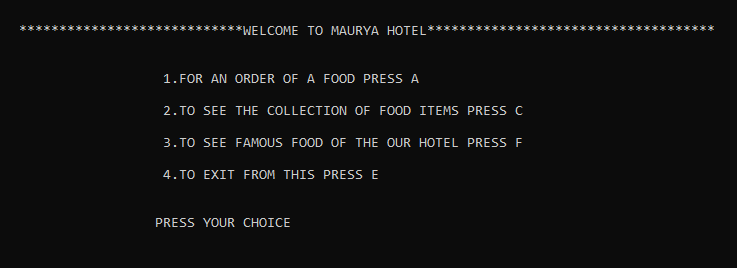 ****************************WELCOME TO MAURYA HOTEL************************************
1.FOR AN ORDER OF A FOOD PRESS A
2.TO SEE THE COLLECTION OF FOOD ITEMS PRESS C
3.TO SEE FAMOUS FOOD OF THE OUR HOTEL PRESS F
4.TO EXIT FROM THIS PRESS E
PRESS YOUR CHOICE